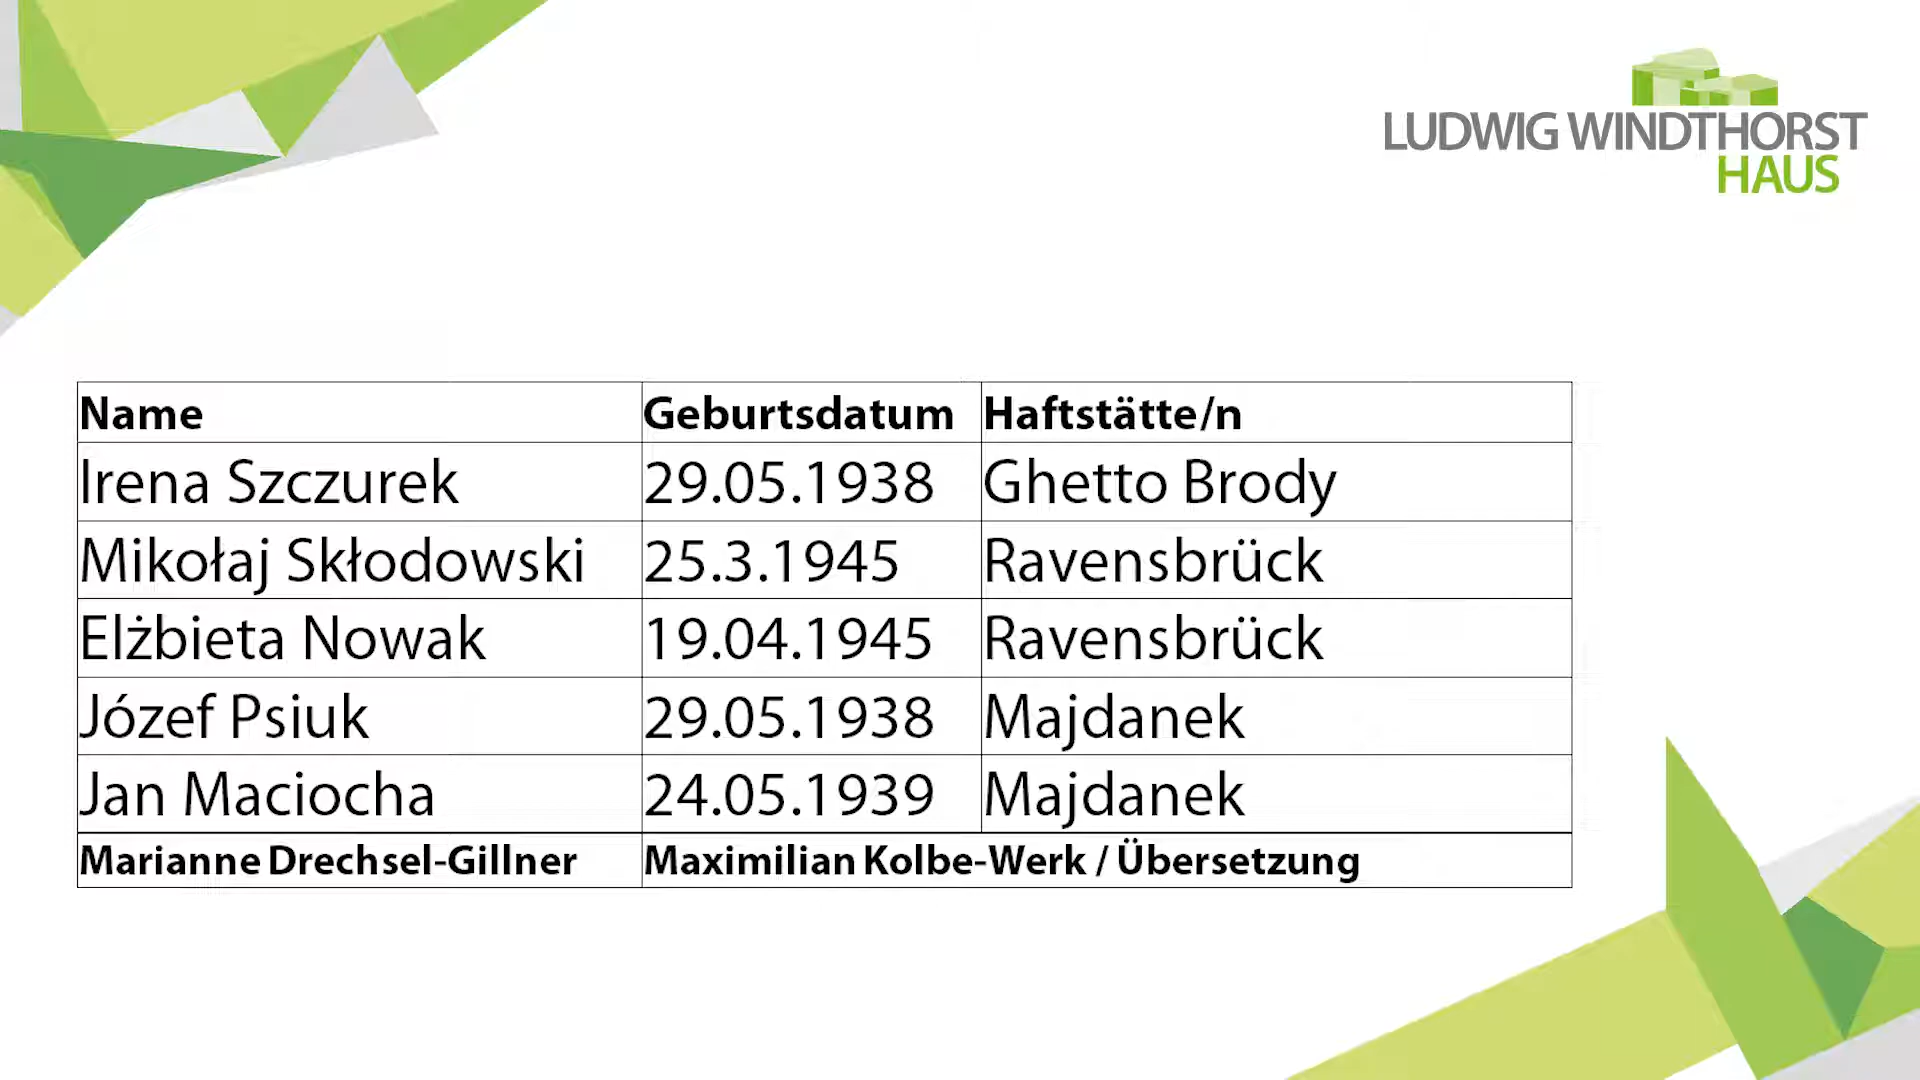 LUDWIG WINDTHORST
HAUS
Name Geburtsdatum Haftstätte/n
Irena Szczurek 29.05.1938 Ghetto Brody
Mikołaj Skłodowski 25.3.1945 Ravensbrück
Elżbieta Nowak 19.04.1945 Ravensbrück
Józef Psiuk 29.05.1938 Majdanek
Jan Maciocha 24.05.1939 Majdanek
Marianne Drechsel-Gillner Maximilian Kolbe-Werk / Übersetzung